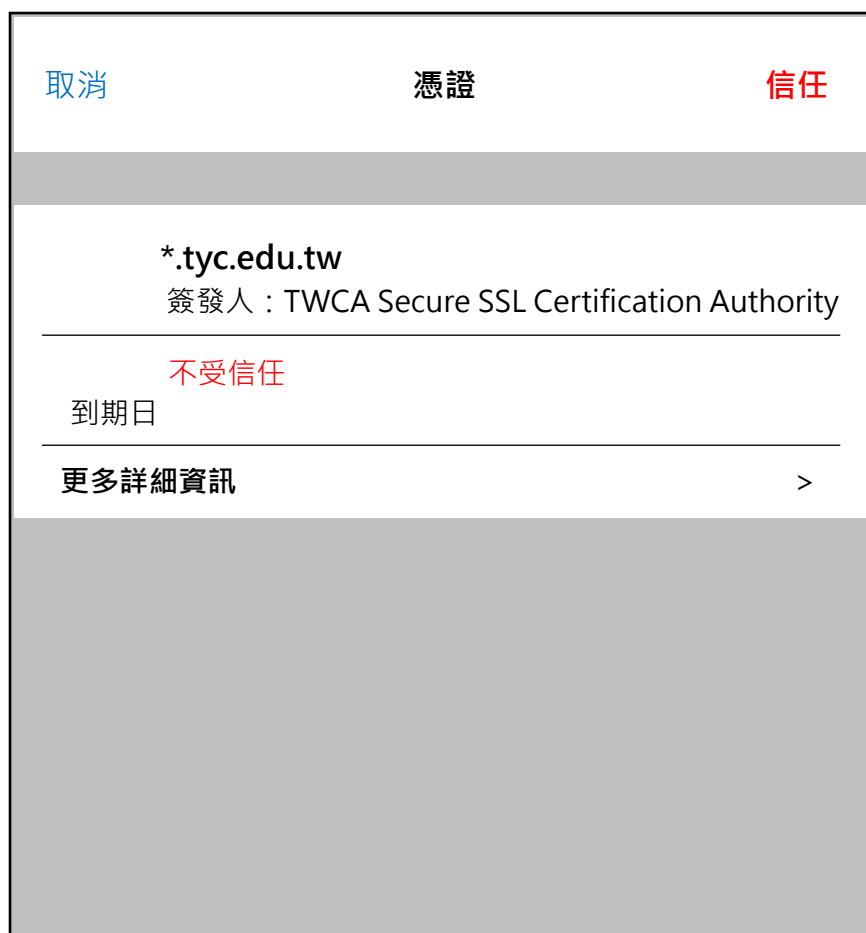 取消 憑證 信任
*.tyc.edu.tw
簽發人：TWCA Secure SSL Certification Authority
不受信任
到期日
更多詳細資訊 >